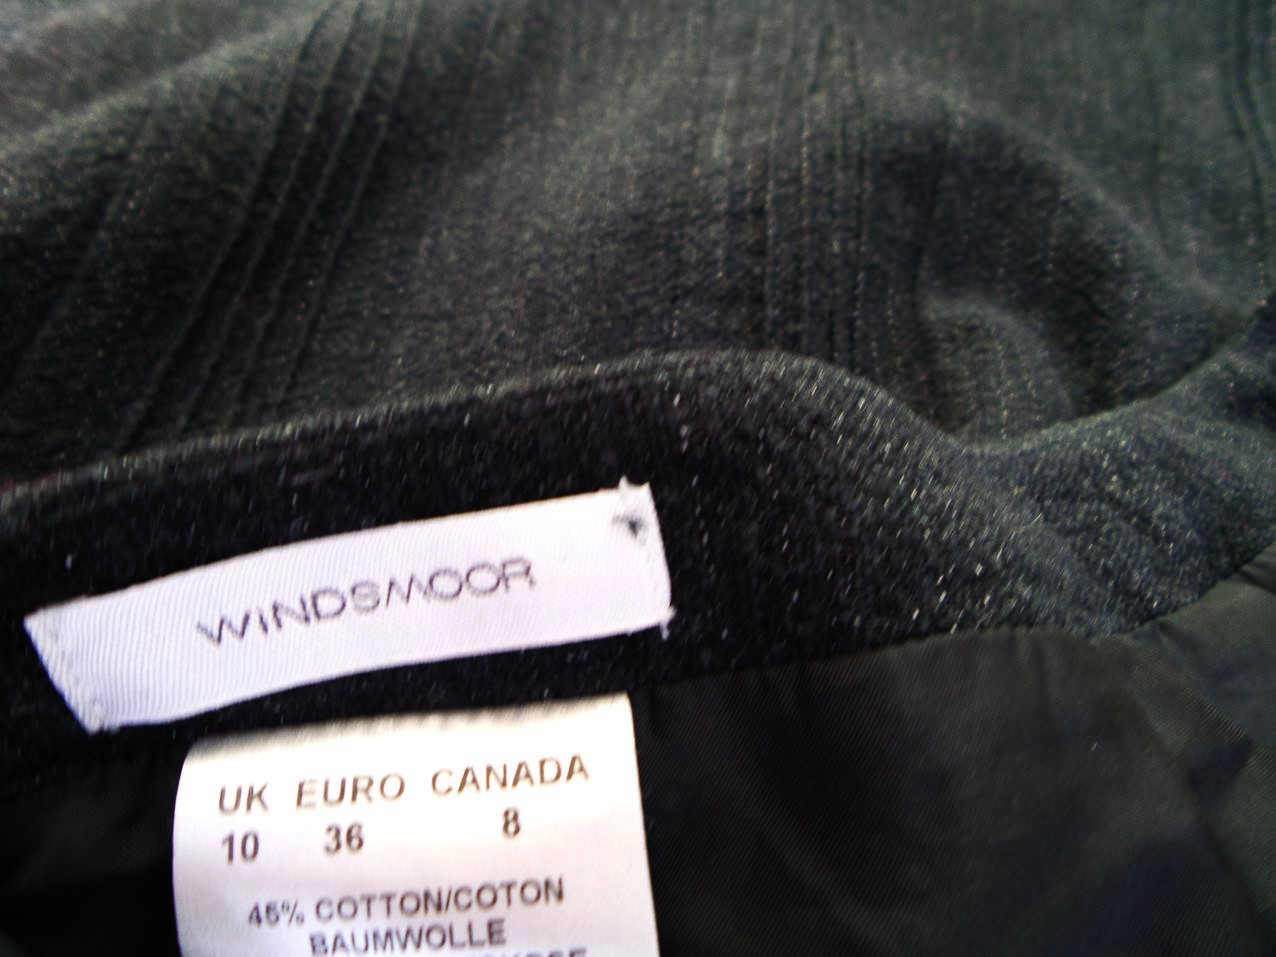 WiNDSMOOR
UK EURO CANADA
10 36 8
45% COTTON/COTON
BAUMWOLLE